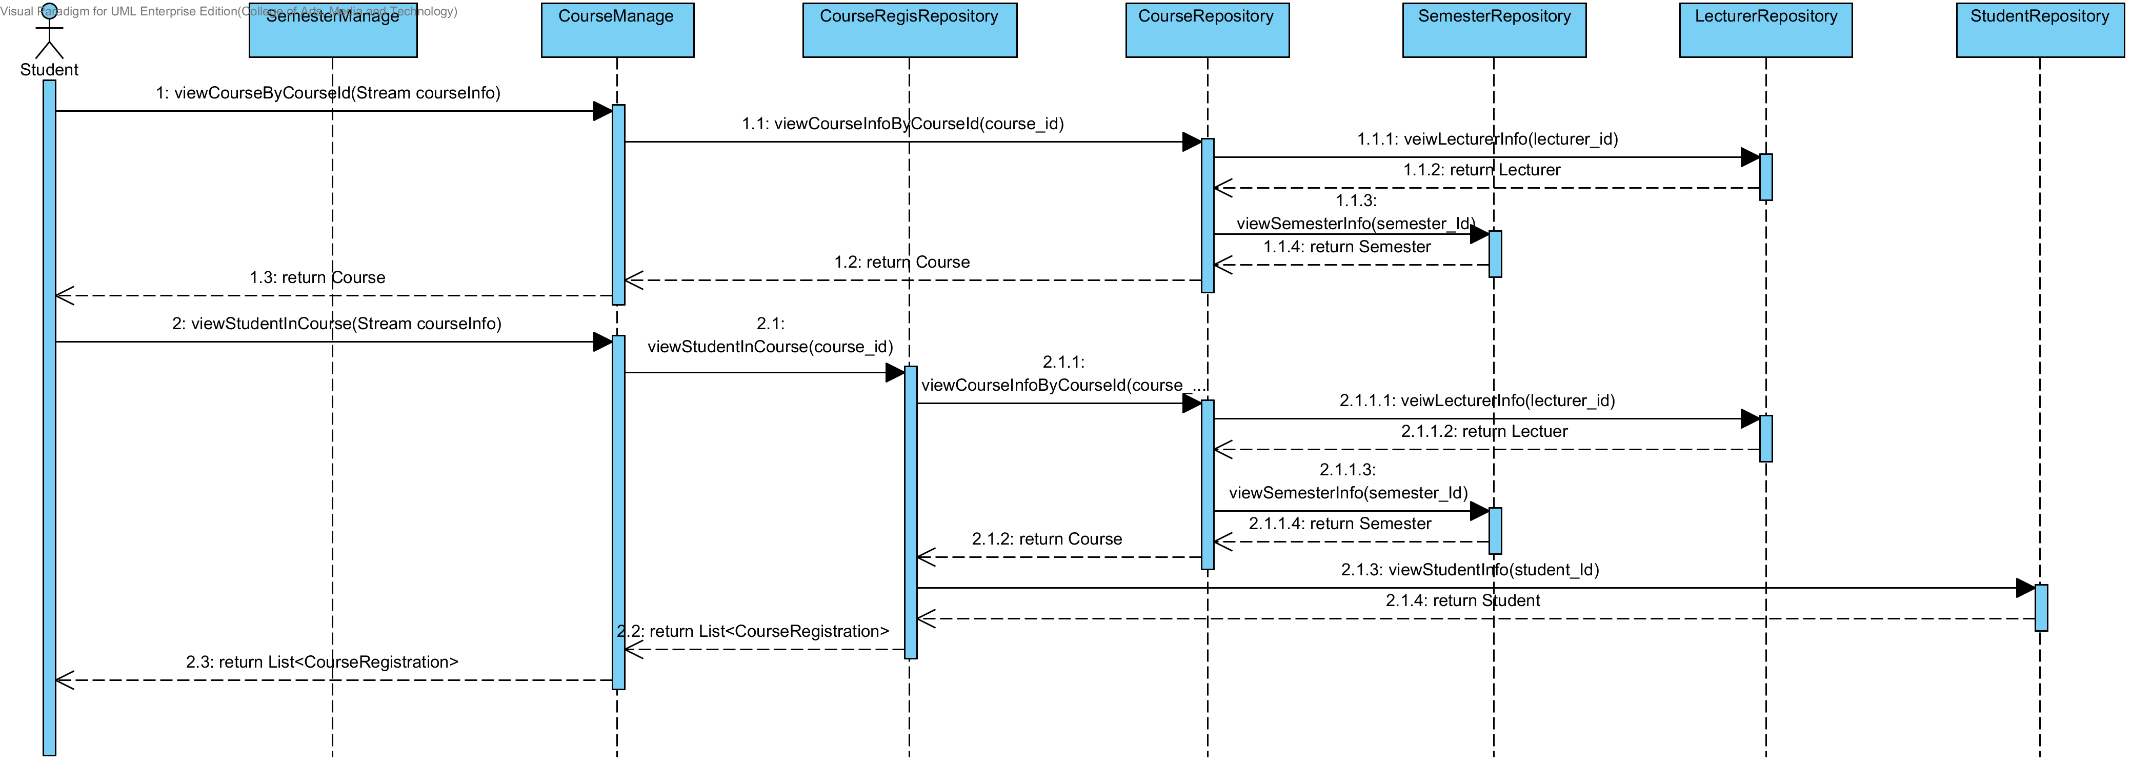 Visual Paradigm for UML Enterprise Edition(College of Arts, Media and Technology)
SemesterManage
CourseManage
CourseRegisRepository
CourseRepository
SemesterRepository
LecturerRepository
StudentRepository
Student
1: viewCourseByCourseId(Stream courseInfo)
1.1: viewCourseInfoByCourseId(course_id)
1.1.1: veiwLecturerInfo(lecturer_id)
1.1.2: return Lecturer
1.1.3:
viewSemesterInfo(semester_Id)
1.1.4: return Semester
1.2: return Course
1.3: return Course
2: viewStudentInCourse(Stream courseInfo)
2.1:
viewStudentInCourse(course_id)
2.1.1:
viewCourseInfoByCourseId(course_...
2.1.1.1: veiwLecturerInfo(lecturer_id)
2.1.1.2: return Lectuer
2.1.1.3:
viewSemesterInfo(semester_Id)
2.1.1.4: return Semester
2.1.2: return Course
2.1.3: viewStudentInfo(student_Id)
2.1.4: return Student
2.2: return List<CourseRegistration>
2.3: return List<CourseRegistration>